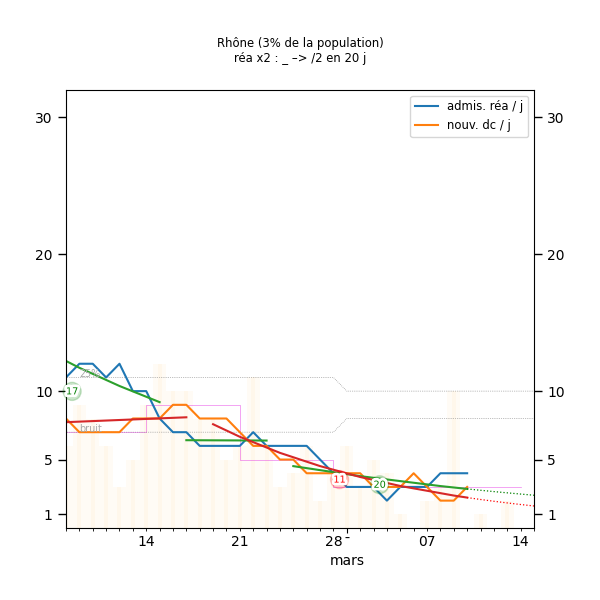 Rhône (3% de la population)
réa x2 : _ –> /2 en 20 j
admis. réa / j
nouv. dc / j
30 30
20 20
25%
17
10 10
bruit
5 5
11 20
1 1
14 21 28 07 14
mars